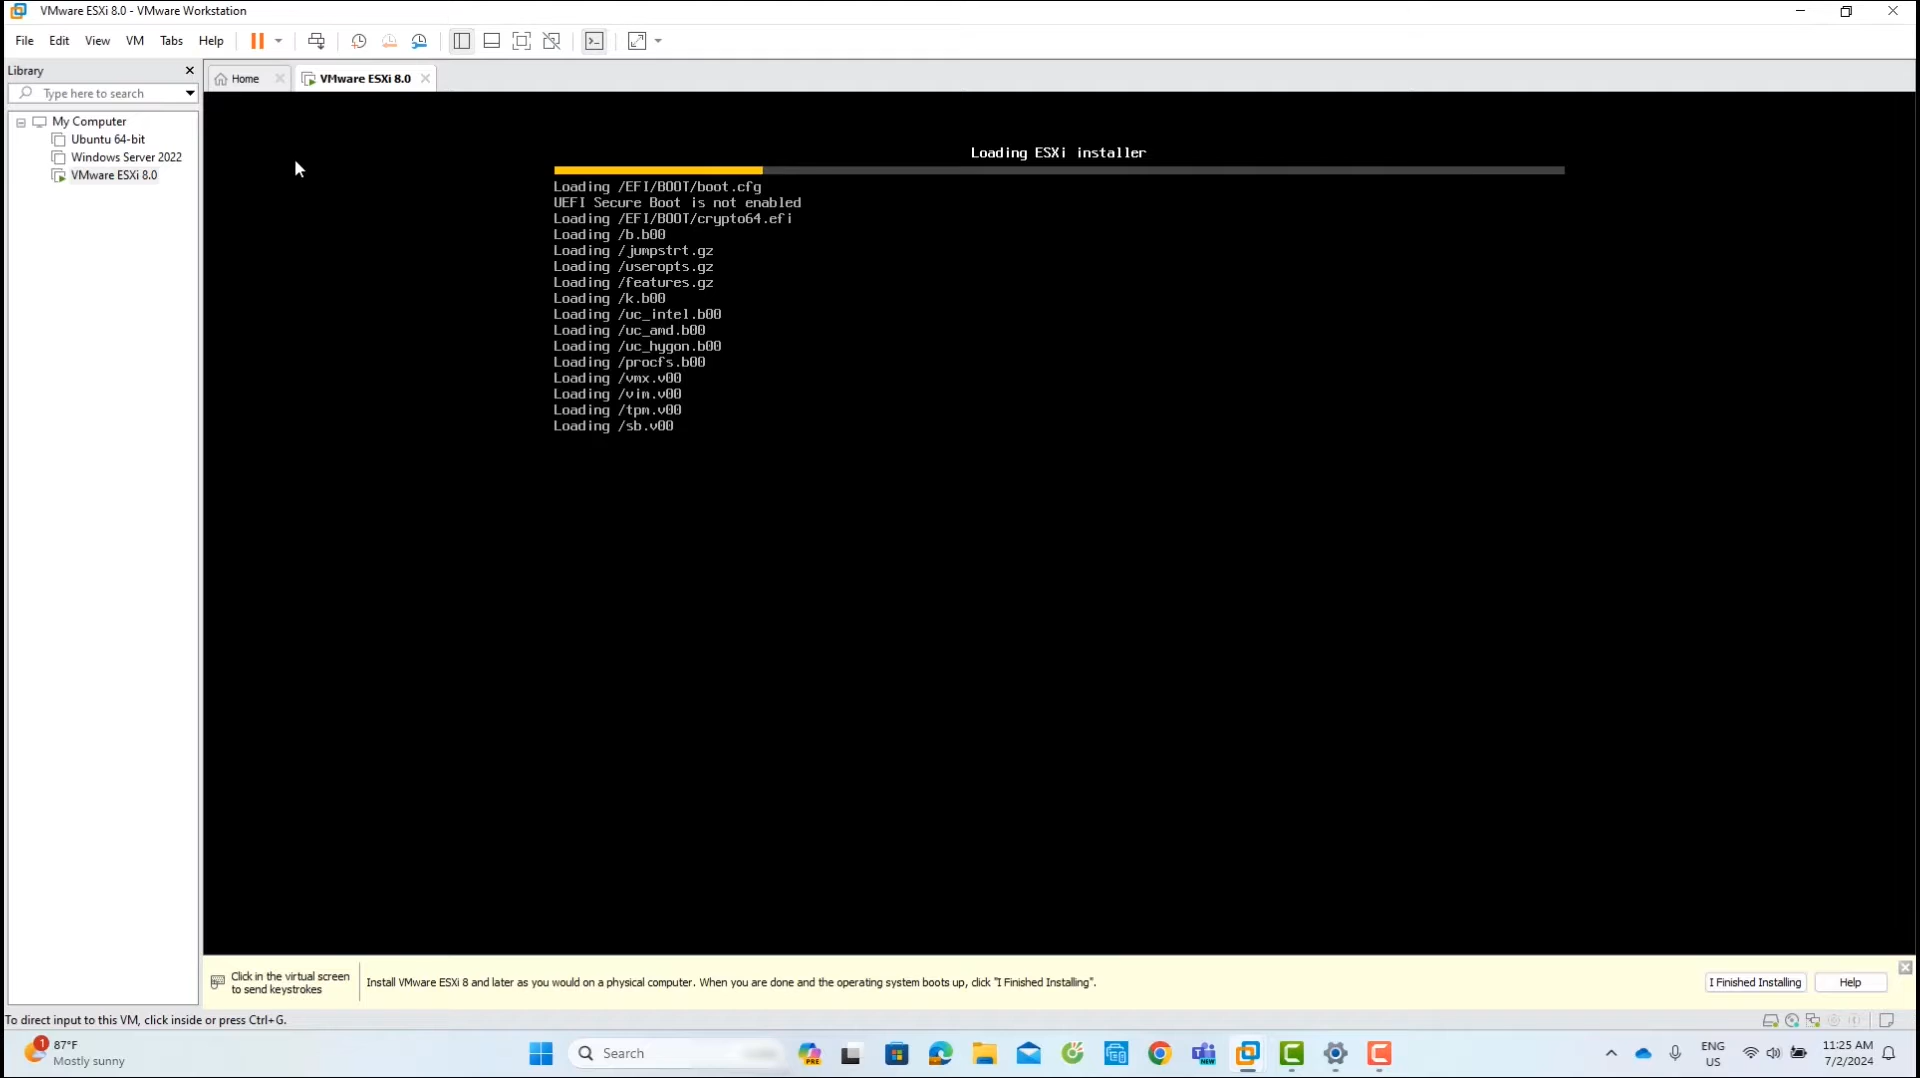 VMware ESXi 8.0 - VMware Workstation
File Edit View VM Tabs Help
Library
Type here to search
My Computer
Ubuntu 64-bit
Windows Server 2022
VMware ESXi 8.0
Home
VMware ESXi 8.0
Loading ESXi installer
Loading /EFI/BOOT/boot.cfg
UEFI Secure Boot is not enabled
Loading /EFI/BOOT/crypto64.efi
Loading /b.b00
Loading /jumpstrt.gz
Loading /useropts.gz
Loading /features.gz
Loading /k.b00
Loading /uc_intel.b00
Loading /uc_amd.b00
Loading /uc_hygon.b00
Loading /procfs.b00
Loading /vmx.v00
Loading /vim.v00
Loading /tpm.v00
Loading /sb.v00
Click in the virtual screen
to send keystrokes
Install VMware ESXi 8 and later as you would on a physical computer. When you are done and the operating system boots up, click "I Finished Installing".
I Finished Installing
Help
To direct input to this VM, click inside or press Ctrl+G.
1
87°F
Mostly sunny
Search
PRE
NEW
ENG
US
11:25 AM
7/2/2024